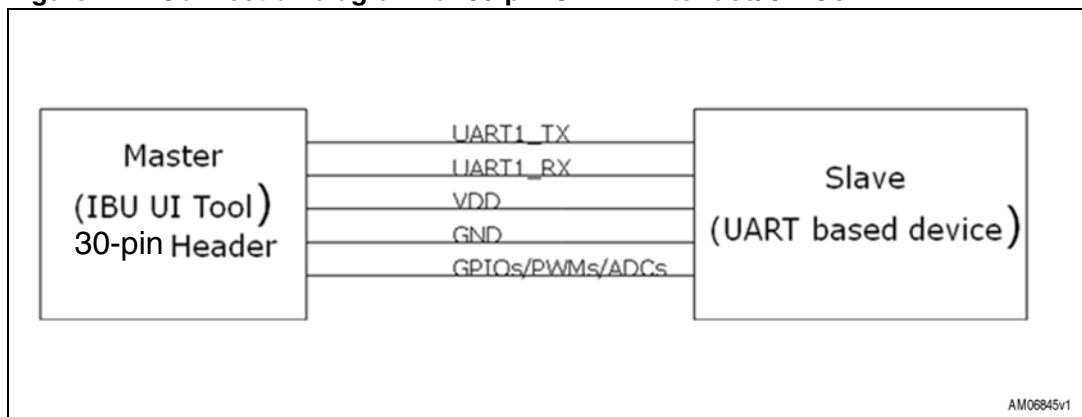 Master
(IBU UI Tool)
30-pin Header
UART1_TX
UART1_RX
VDD
GND
GPIOs/PWMs/ADCs
Slave
(UART based device)
AM06845v1